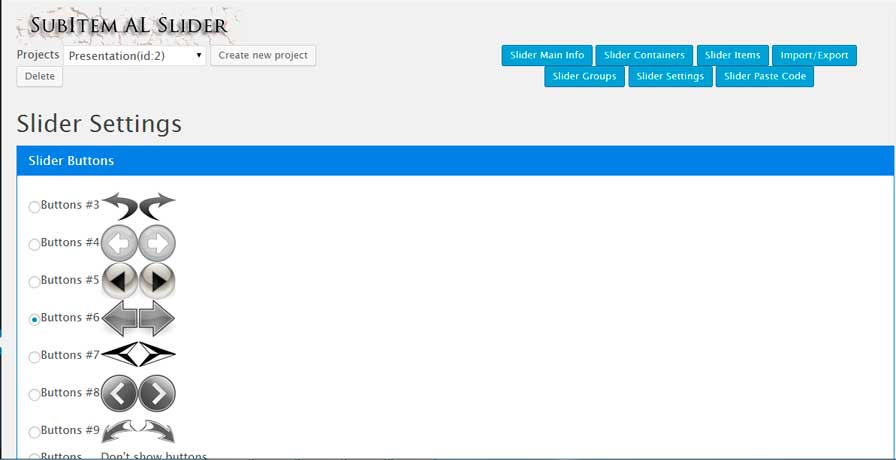 SubItem AL Slider
Projects Presentation(id:2) Create new project
Delete
Slider Main Info Slider Containers Slider Items Import/Export
Slider Groups Slider Settings Slider Paste Code
Slider Settings
Slider Buttons
Buttons #3
Buttons #4
Buttons #5
Buttons #6
Buttons #7
Buttons #8
Buttons #9
Buttons Don't show buttons